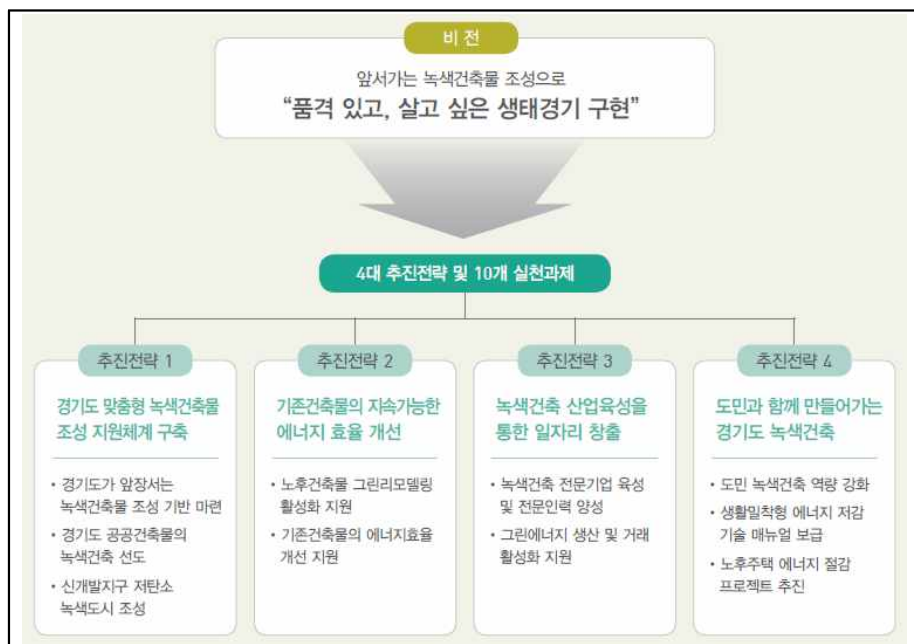 비 전
앞서가는 녹색건축물 조성으로
“품격 있고, 살고 싶은 생태경기 구현”
4대 추진전략 및 10개 실천과제
추진전략 1
경기도 맞춤형 녹색건축물
조성 지원체계 구축
• 경기도가 앞장서는
녹색건축물 조성 기반 마련
• 경기도 공공건축물의
녹색건축 선도
• 신개발지구 저탄소
녹색도시 조성
추진전략 2
기존건축물의 지속가능한
에너지 효율 개선
• 노후건축물 그린리모델링
활성화 지원
• 기존건축물의 에너지효율
개선 지원
추진전략 3
녹색건축 산업육성을
통한 일자리 창출
• 녹색건축 전문기업 육성
및 전문인력 양성
• 그린에너지 생산 및 거래
활성화 지원
추진전략 4
도민과 함께 만들어가는
경기도 녹색건축
• 도민 녹색건축 역량 강화
• 생활밀착형 에너지 저감
기술 매뉴얼 보급
• 노후주택 에너지 절감
프로젝트 추진